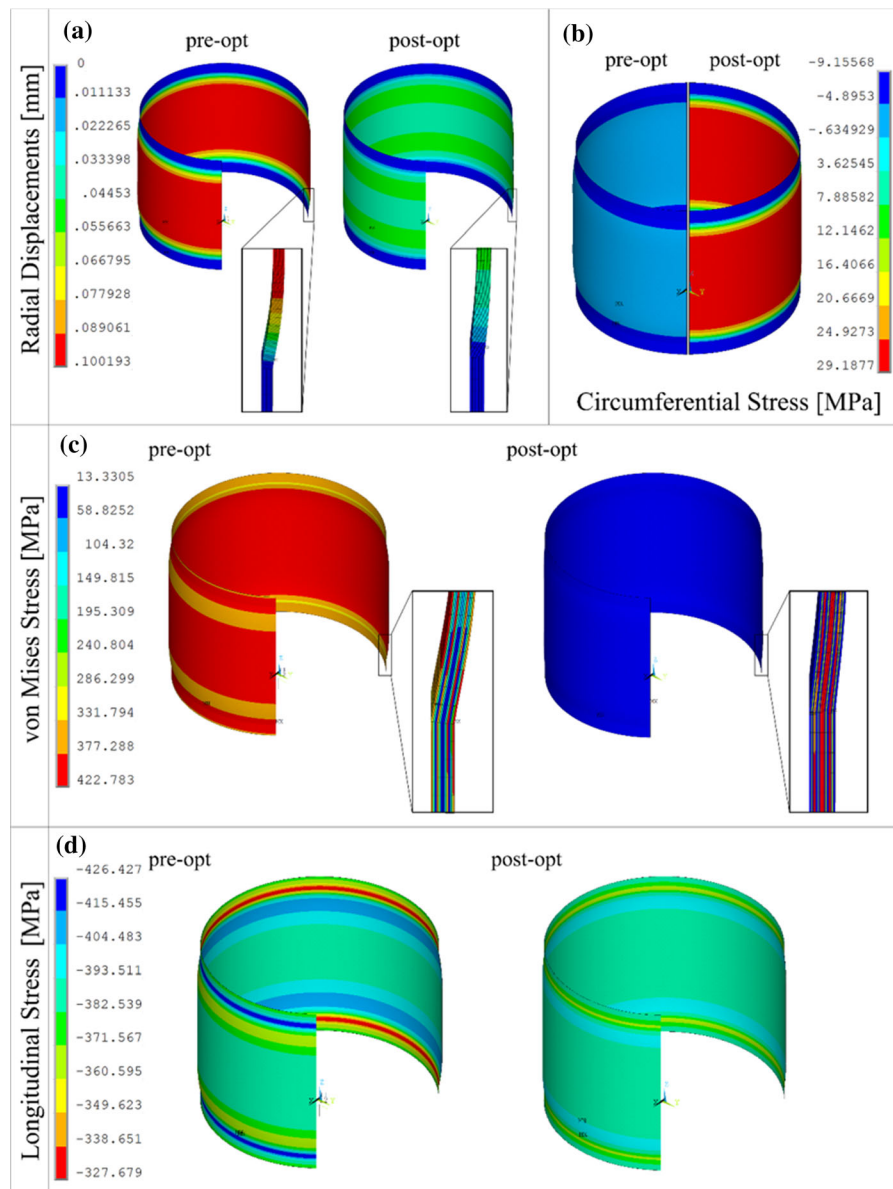 (a)
pre-opt
post-opt
Radial Displacements [mm]
0
.011133
.022265
.033398
.04453
.055663
.066795
.077928
.089061
.100193
(b)
pre-opt
post-opt
-9.15568
-4.8953
-.634929
3.62545
7.88582
12.1462
16.4066
20.6669
24.9273
29.1877
Circumferential Stress [MPa]
(c)
pre-opt
post-opt
von Mises Stress [MPa]
13.3305
58.8252
104.32
149.815
195.309
240.804
286.299
331.794
377.288
422.783
(d)
pre-opt
post-opt
Longitudinal Stress [MPa]
-426.427
-415.455
-404.483
-393.511
-382.539
-371.567
-360.595
-349.623
-338.651
-327.679